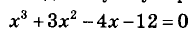 x³ + 3x² − 4x − 12 = 0